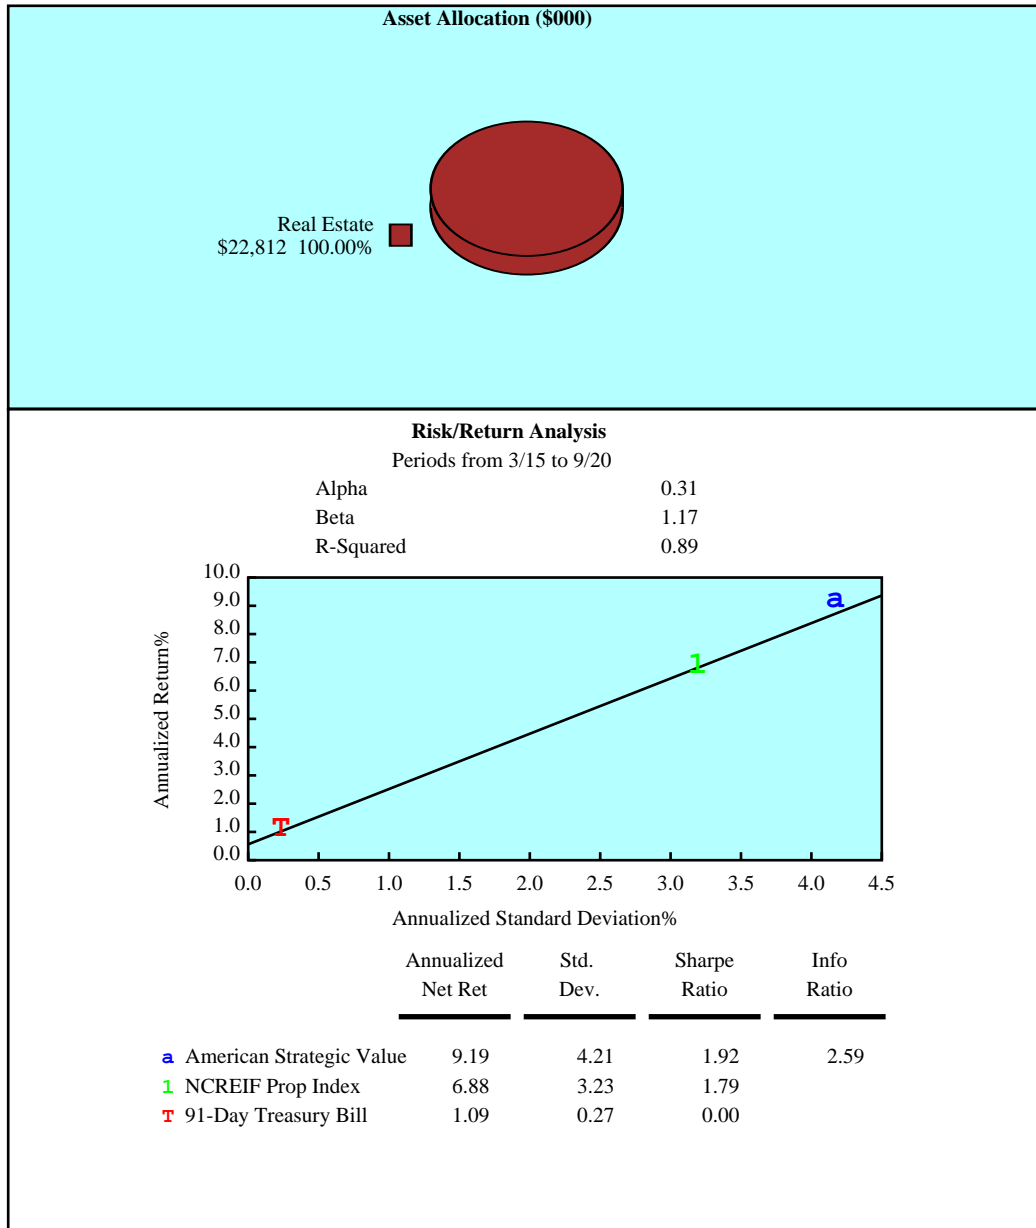 Asset Allocation ($000)
Real Estate
$22,812 100.00%
Risk/Return Analysis
Periods from 3/15 to 9/20
Alpha 0.31
Beta 1.17
R-Squared 0.89
10.0
9.0
8.0
7.0
6.0
5.0
4.0
3.0
2.0
1.0
0.0
Annualized Return%
a
1
T
0.0 0.5 1.0 1.5 2.0 2.5 3.0 3.5 4.0 4.5
Annualized Standard Deviation%
Annualized Std. Sharpe Info
Net Ret Dev. Ratio Ratio
a American Strategic Value 9.19 4.21 1.92 2.59
1 NCREIF Prop Index 6.88 3.23 1.79
T 91-Day Treasury Bill 1.09 0.27 0.00